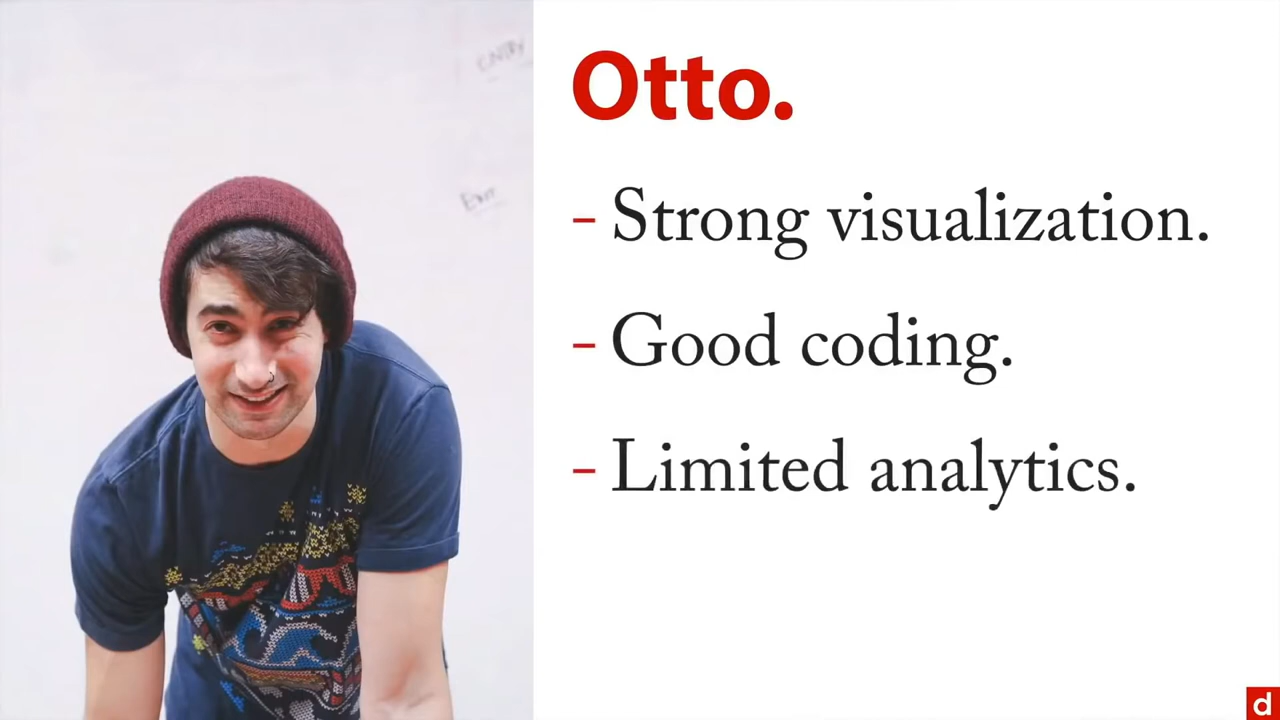 Otto.
- Strong visualization.
- Good coding.
- Limited analytics.
d